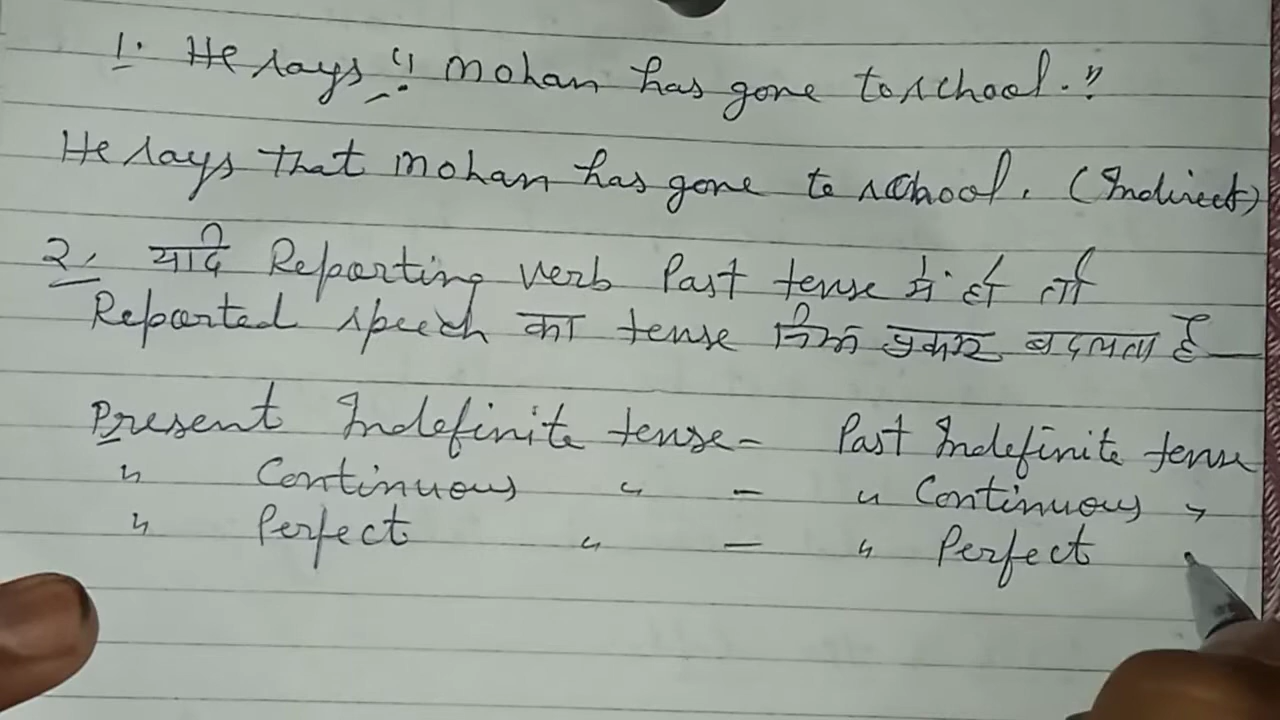 1. He says," Mohan has gone to school."
He says that Mohan has gone to school. (Indirect)
2. यदि Reporting verb Past tense में हो तो
Reported speech का tense निम्न प्रकार बदलता है —
Present Indefinite tense - Past Indefinite tense
" Continuous " - " Continuous "
" Perfect " - " Perfect